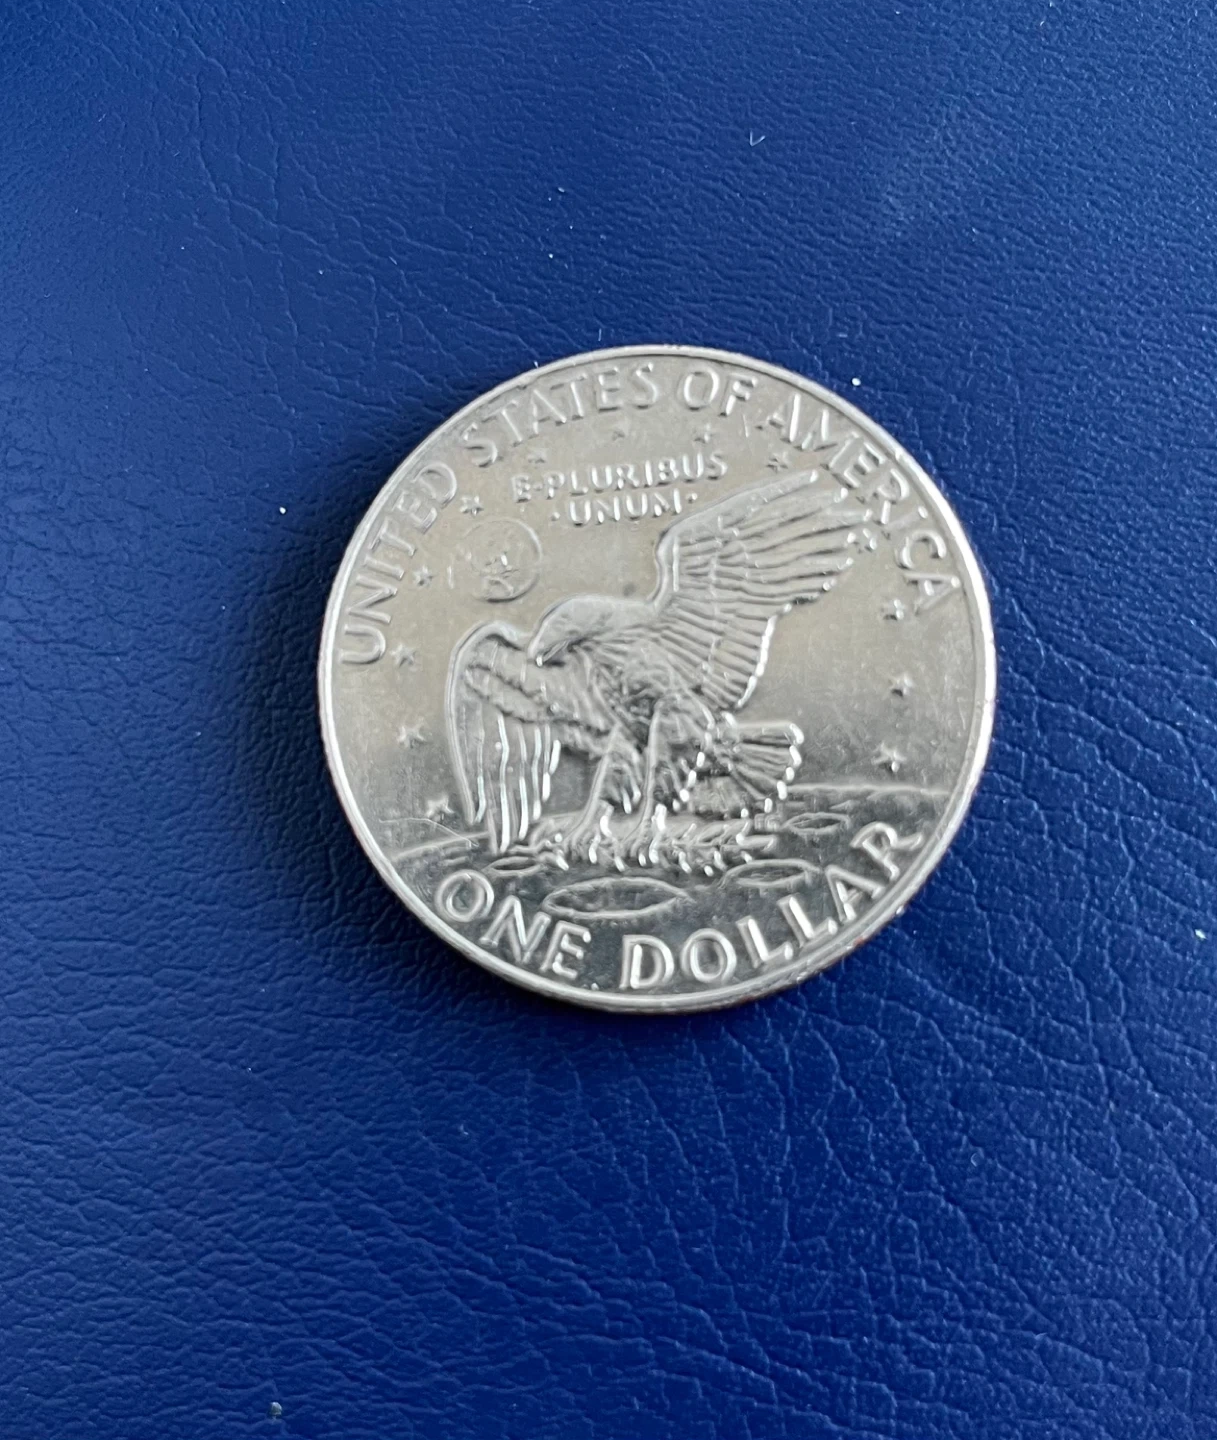 UNITED STATES OF AMERICA
E·PLURIBUS
·UNUM·
ONE DOLLAR